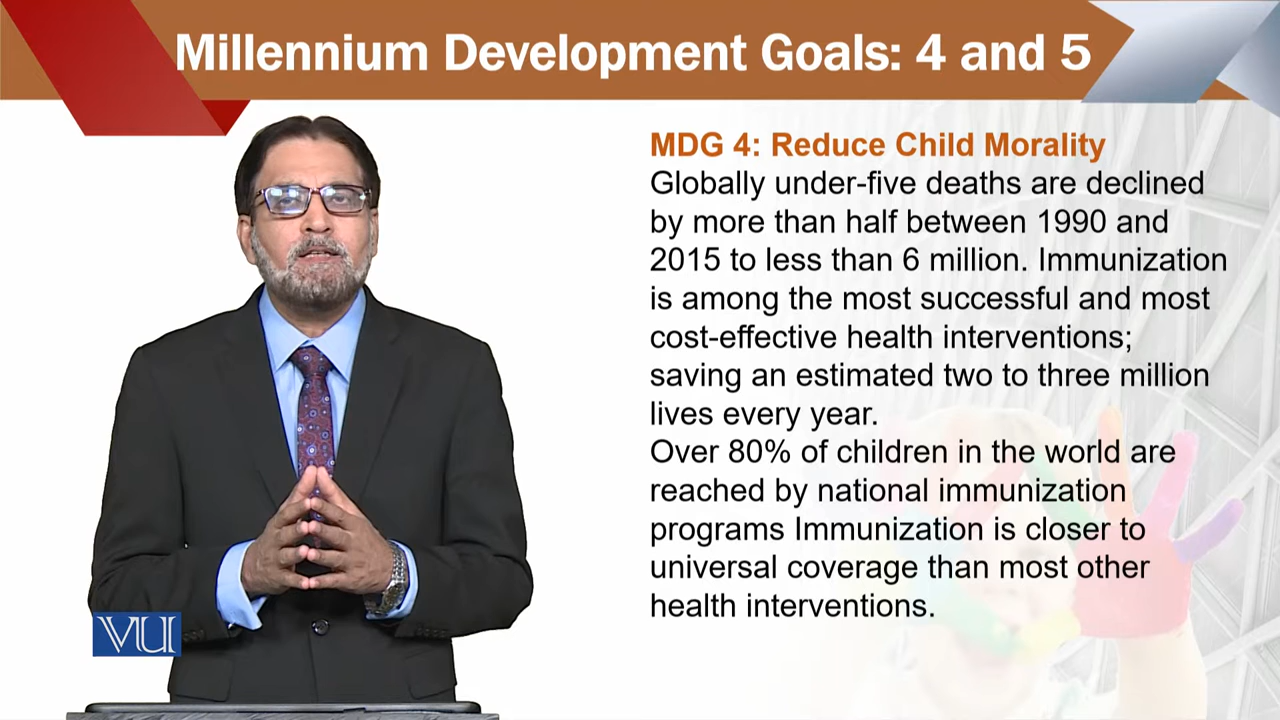 Millennium Development Goals: 4 and 5
MDG 4: Reduce Child Morality
Globally under-five deaths are declined
by more than half between 1990 and
2015 to less than 6 million. Immunization
is among the most successful and most
cost-effective health interventions;
saving an estimated two to three million
lives every year.
Over 80% of children in the world are
reached by national immunization
programs Immunization is closer to
universal coverage than most other
health interventions.
VU